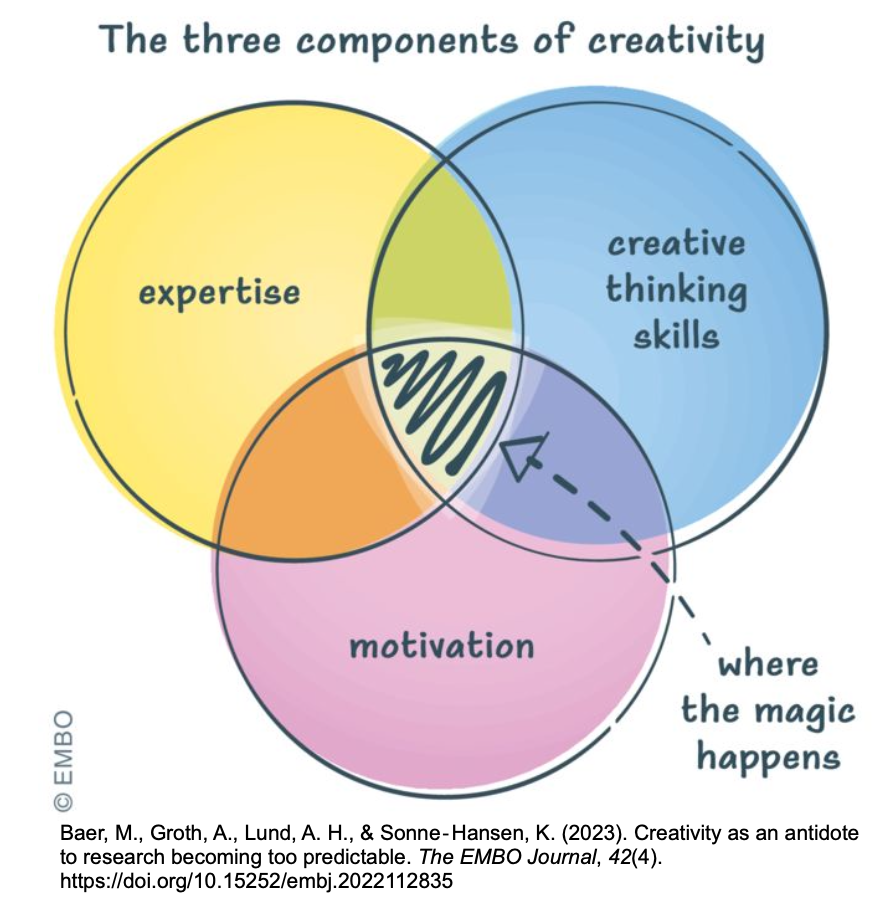 The three components of creativity
expertise
creative
thinking
skills
motivation
where
the magic
happens
© EMBO
Baer, M., Groth, A., Lund, A. H., & Sonne-Hansen, K. (2023). Creativity as an antidote
to research becoming too predictable. The EMBO Journal, 42(4).
https://doi.org/10.15252/embj.2022112835